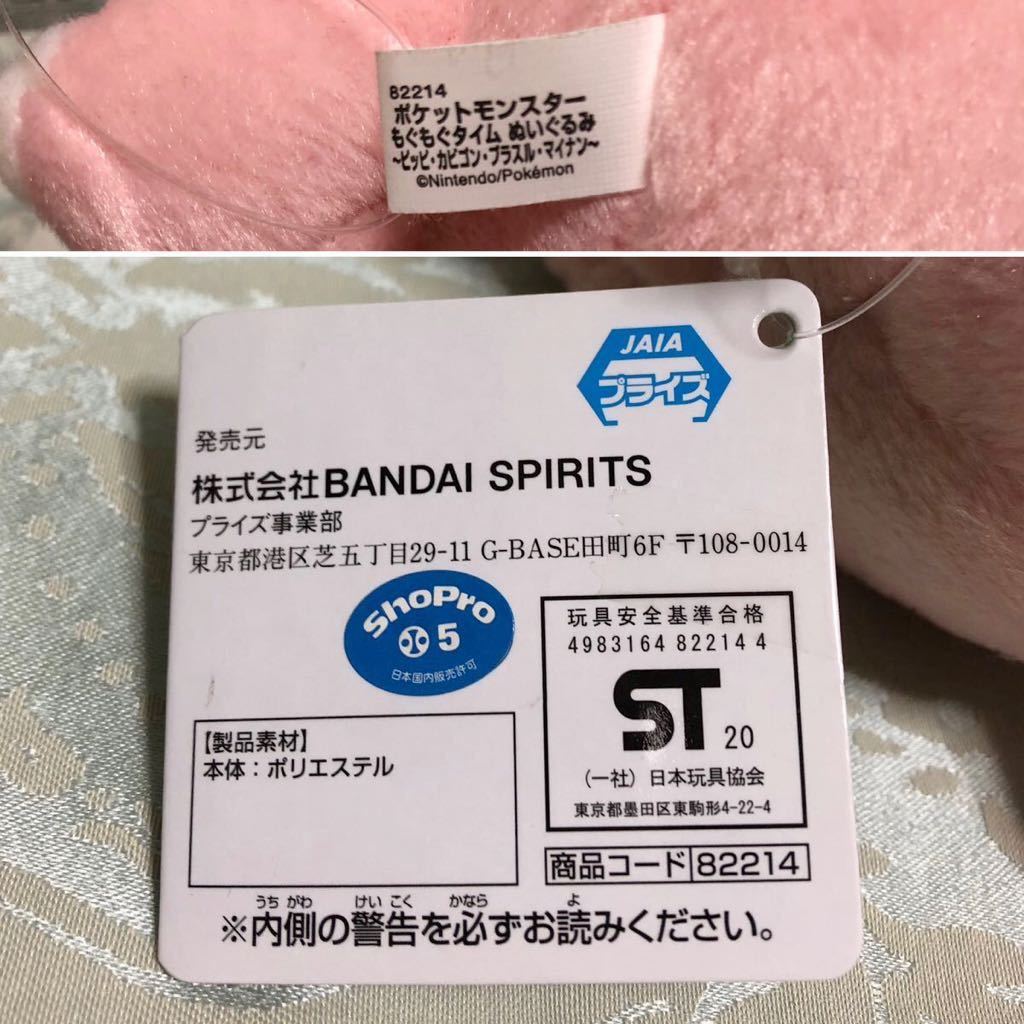 82214
ポケットモンスター
もぐもぐタイム ぬいぐるみ
~ピッピ・カビゴン・プラスル・マイナン~
©Nintendo/Pokémon
JAIA
プライズ
発売元
株式会社BANDAI SPIRITS
プライズ事業部
東京都港区芝五丁目29-11 G-BASE田町6F 〒108-0014
ShoPro
5
日本国内販売許可
玩具安全基準合格
4983164 82214 4
ST 20
(一社) 日本玩具協会
東京都墨田区東駒形4-22-4
【製品素材】
本体:ポリエステル
商品コード 82214
うち がわ けい こく かなら よ
※内側の警告を必ずお読みください。